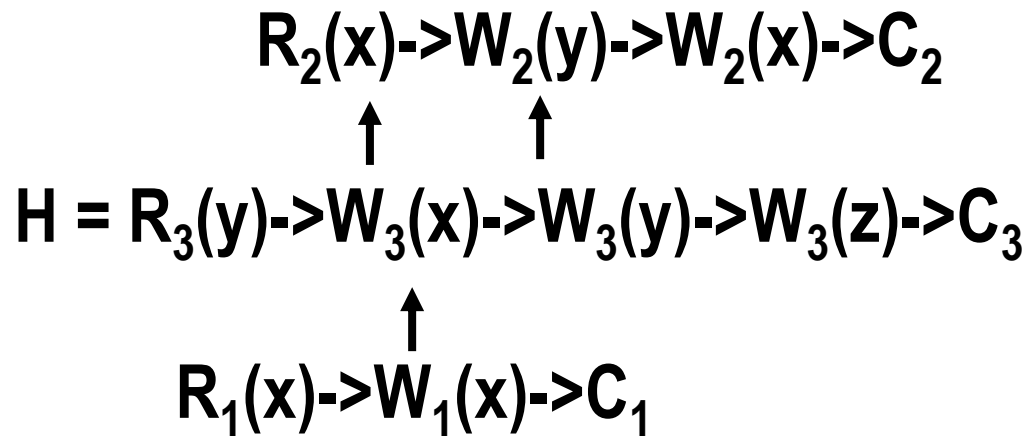 R₂(x)->W₂(y)->W₂(x)->C₂
H = R₃(y)->W₃(x)->W₃(y)->W₃(z)->C₃
R₁(x)->W₁(x)->C₁